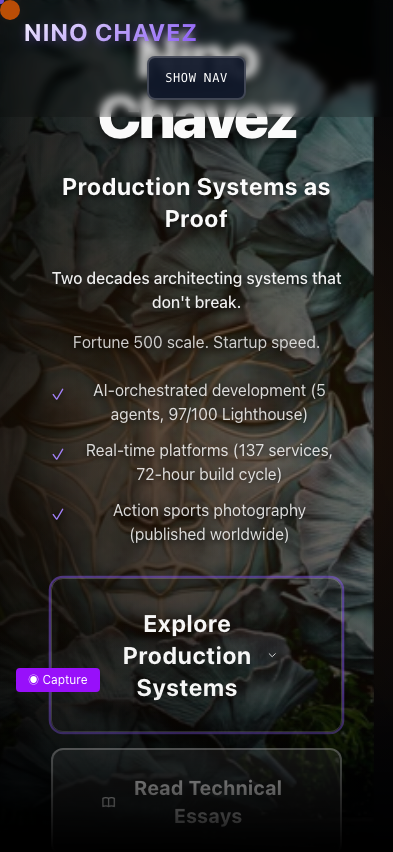 NINO CHAVEZ
Nino
SHOW NAV
Chavez
Production Systems as
Proof
Two decades architecting systems that
don't break.
Fortune 500 scale. Startup speed.
AI-orchestrated development (5
agents, 97/100 Lighthouse)
Real-time platforms (137 services,
72-hour build cycle)
Action sports photography
(published worldwide)
Explore
Production
Systems
Capture
Read Technical
Essays